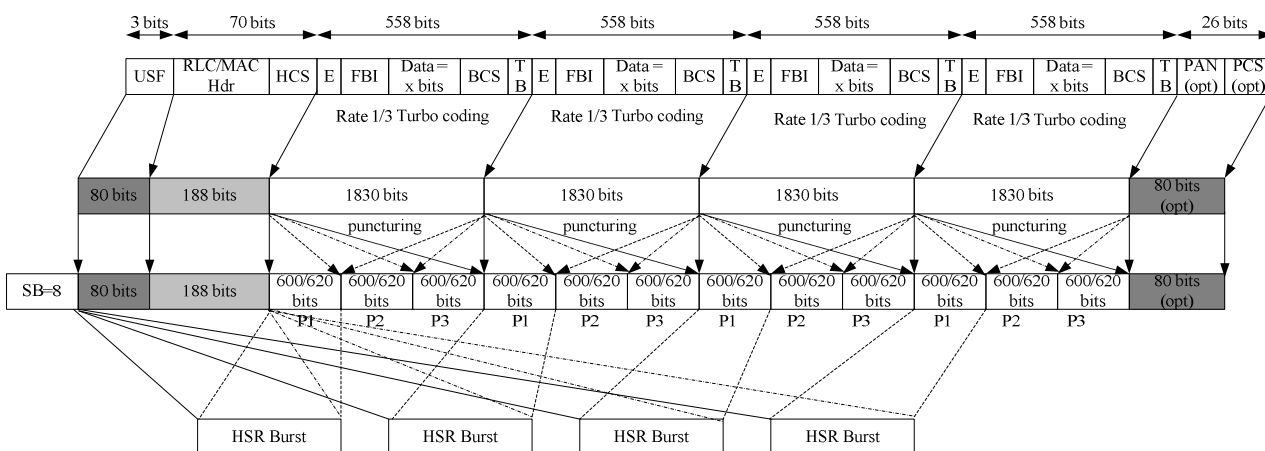 3 bits 70 bits 558 bits 558 bits 558 bits 558 bits 26 bits
USF RLC/MAC Hdr HCS E FBI Data= x bits BCS T B E FBI Data= x bits BCS T B E FBI Data= x bits BCS T B E FBI Data= x bits BCS T B PAN (opt) PCS (opt)
Rate 1/3 Turbo coding Rate 1/3 Turbo coding Rate 1/3 Turbo coding Rate 1/3 Turbo coding
80 bits 188 bits 1830 bits 1830 bits 1830 bits 1830 bits 80 bits (opt)
puncturing puncturing puncturing puncturing
SB=8 80 bits 188 bits 600/620 bits 600/620 bits 600/620 bits 600/620 bits 600/620 bits 600/620 bits 600/620 bits 600/620 bits 600/620 bits 600/620 bits 600/620 bits 600/620 bits 80 bits (opt)
P1 P2 P3 P1 P2 P3 P1 P2 P3 P1 P2 P3
HSR Burst HSR Burst HSR Burst HSR Burst